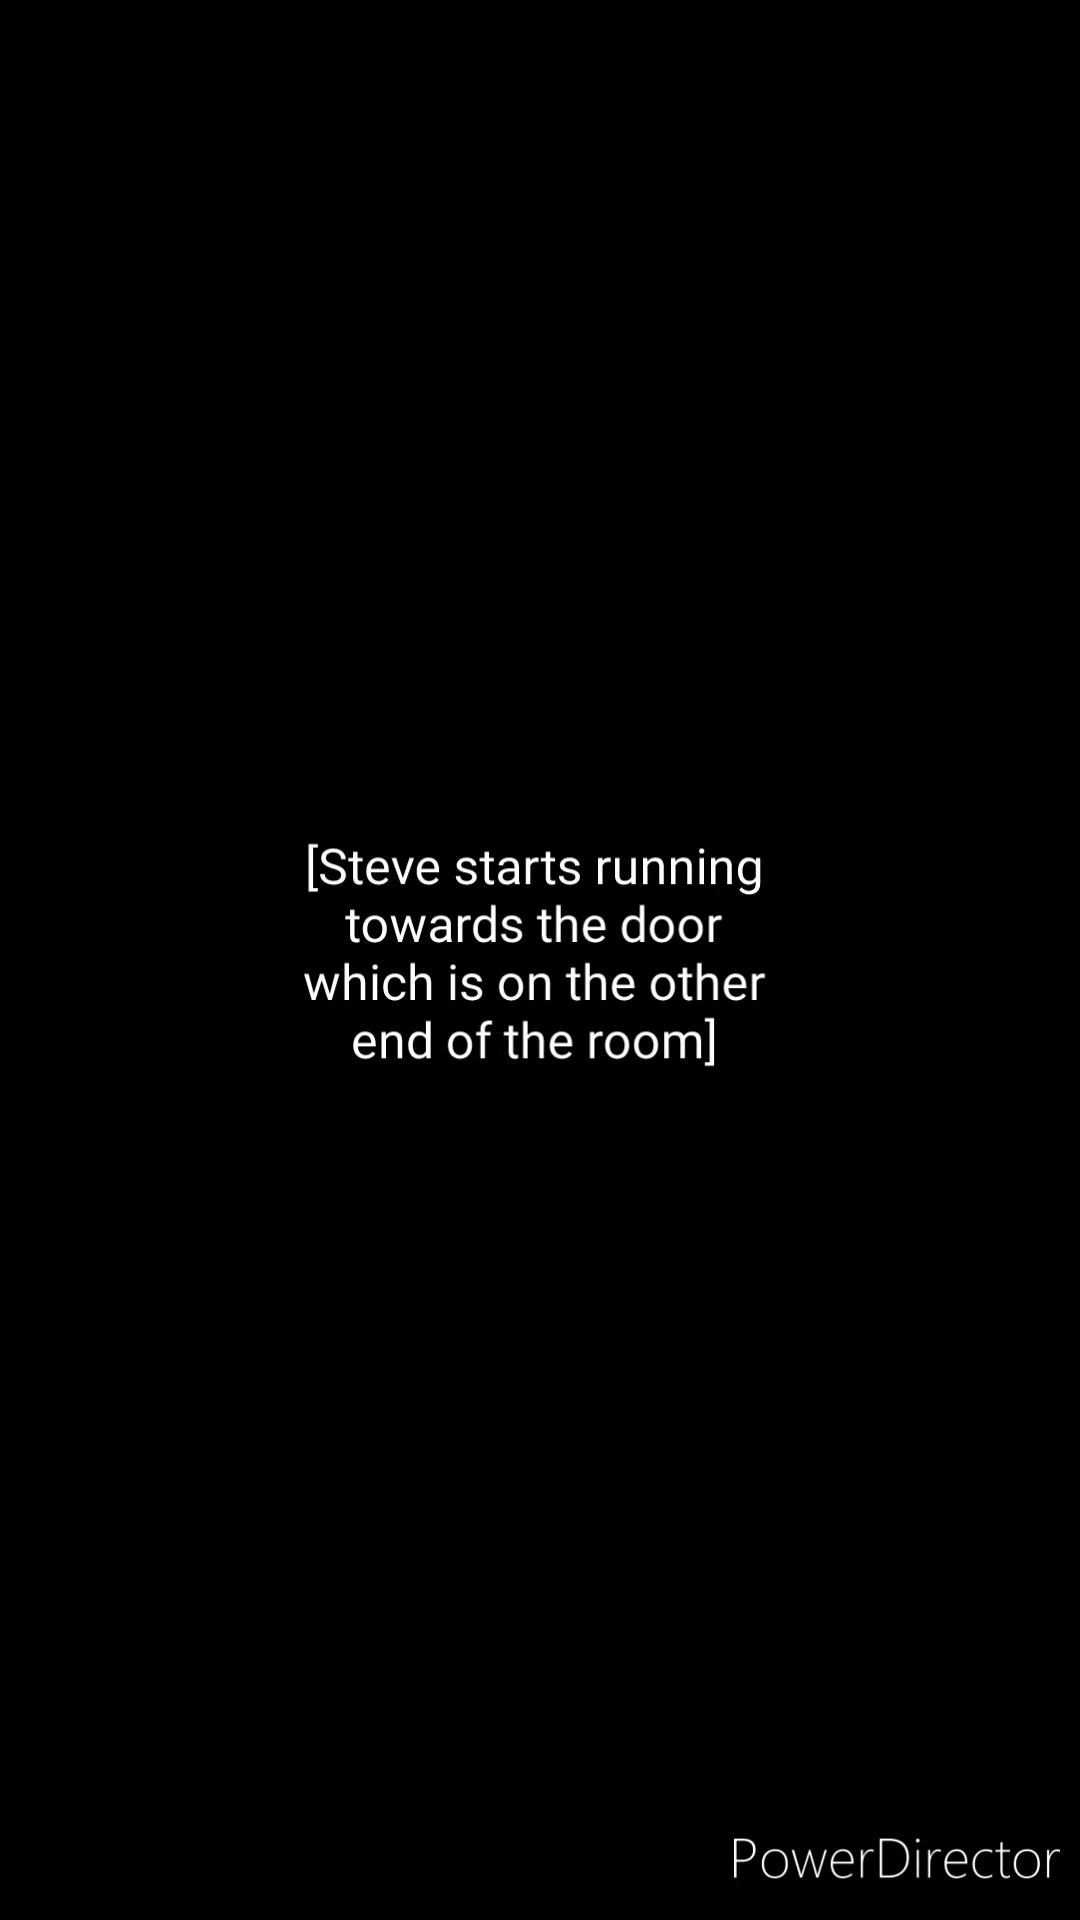 [Steve starts running
towards the door
which is on the other
end of the room]
PowerDirector